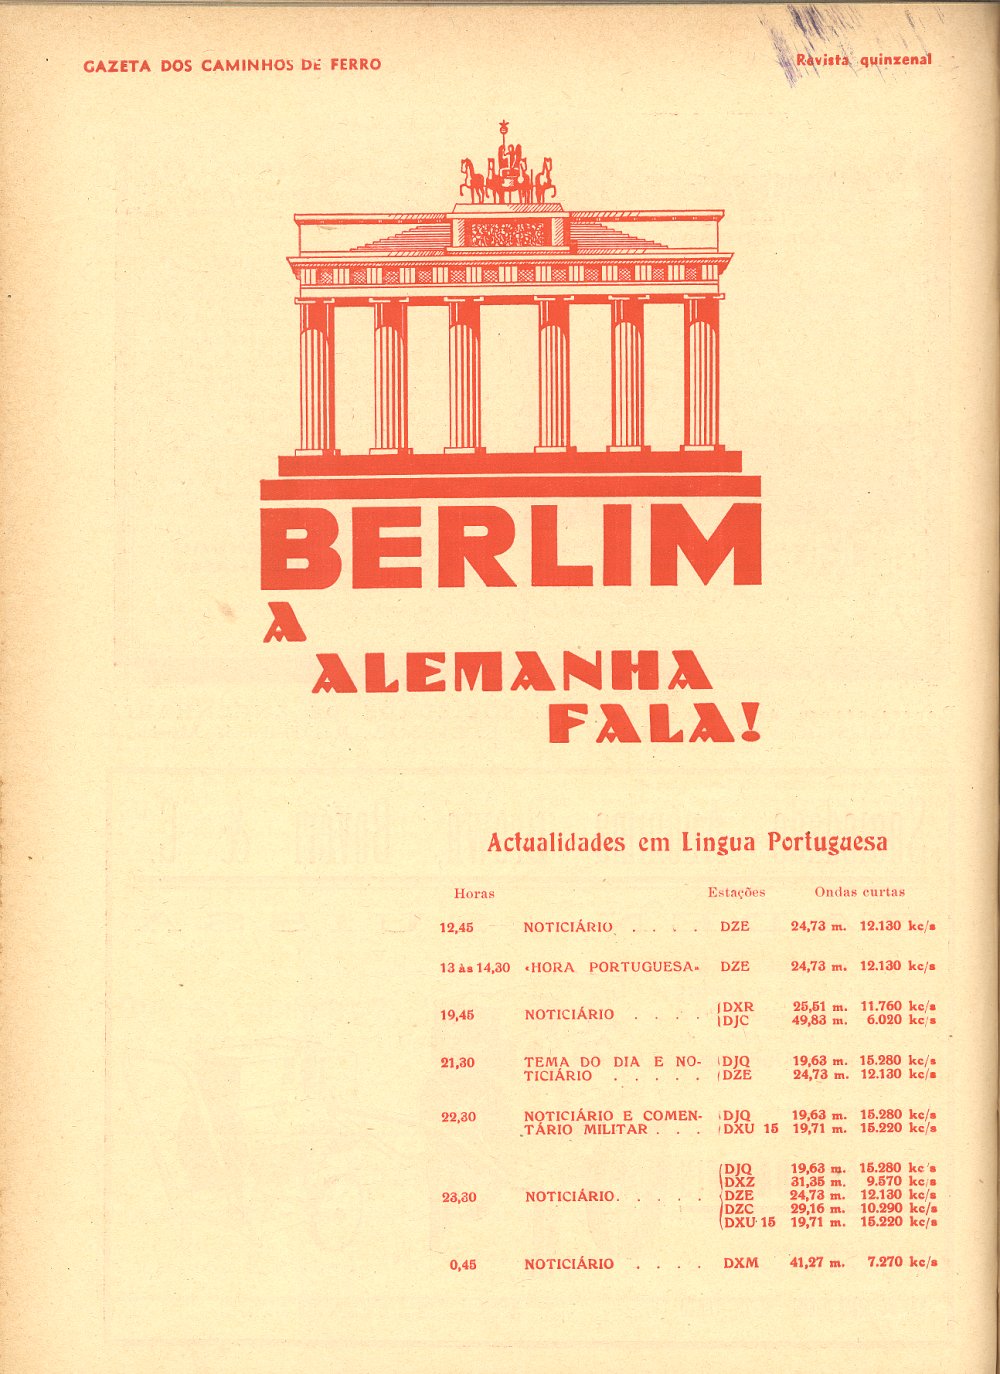 GAZETA DOS CAMINHOS DE FERRO
Revista quinzenal
BERLIM
A
ALEMANHA
FALA!
Actualidades em Lingua Portuguesa
Horas Estações Ondas curtas
12,45 NOTICIÁRIO . . . . DZE 24,73 m. 12.130 kc/s
13 às 14,30 «HORA PORTUGUESA» DZE 24,73 m. 12.130 kc/s
19,45 NOTICIÁRIO . . . . DXR 25,51 m. 11.760 kc/s
DJC 49,83 m. 6.020 kc/s
21,30 TEMA DO DIA E NO- DJQ 19,63 m. 15.280 kc/s
TICIÁRIO . . . . . DZE 24,73 m. 12.130 kc/s
22,30 NOTICIÁRIO E COMEN- DJQ 19,63 m. 15.280 kc/s
TÁRIO MILITAR . . . DXU 15 19,71 m. 15.220 kc/s
DJQ 19,63 m. 15.280 kc/s
DXZ 31,35 m. 9.570 kc/s
23,30 NOTICIÁRIO. . . . . DZE 24,73 m. 12.130 kc/s
DZC 29,16 m. 10.290 kc/s
DXU 15 19,71 m. 15.220 kc/s
0,45 NOTICIÁRIO . . . . DXM 41,27 m. 7.270 kc/s